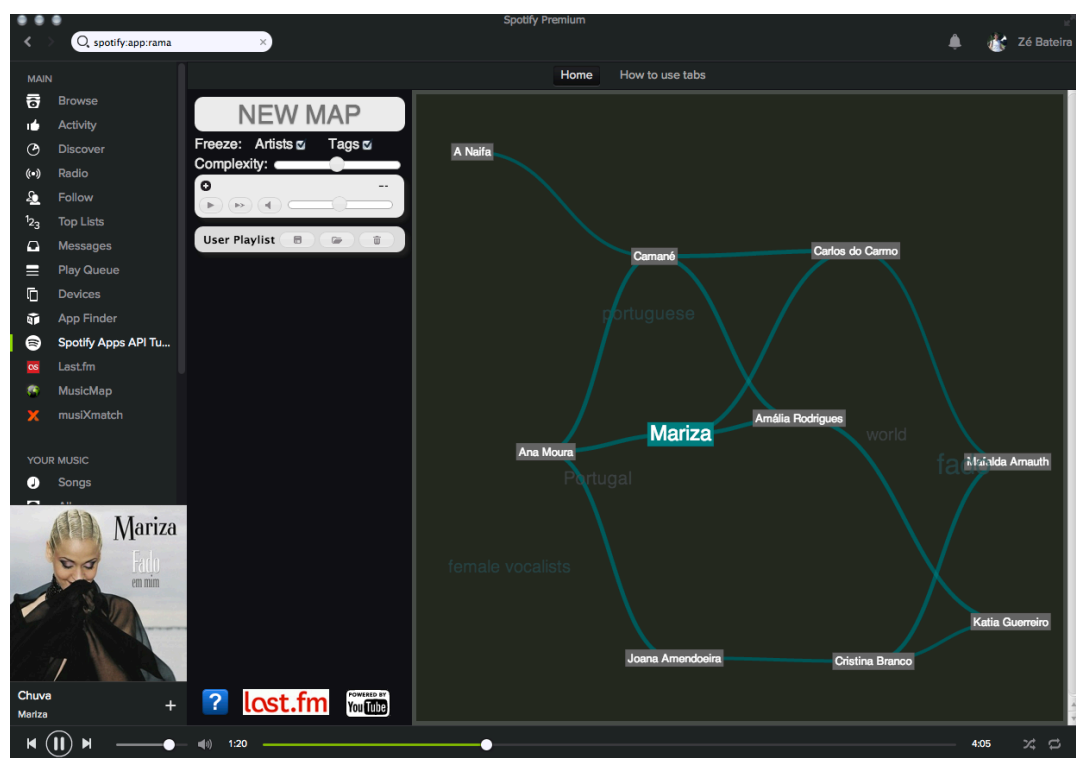 Spotify Premium
spotify:app:rama
Zé Bateira
Home How to use tabs
MAIN
Browse
Activity
Discover
Radio
Follow
Top Lists
Messages
Play Queue
Devices
App Finder
Spotify Apps API Tu...
Last.fm
MusicMap
musiXmatch
YOUR MUSIC
Songs
Mariza
Fado
em mim
Chuva
Mariza
NEW MAP
Freeze: Artists Tags
Complexity:
--
User Playlist
?
last.fm
POWERED BY
YouTube
A Naifa
Camané
Carlos do Carmo
portuguese
Amália Rodrigues
Mariza
world
Ana Moura
fado
Arnauth
Portugal
female vocalists
Katia Guerreiro
Joana Amendoeira
Cristina Branco
1:20
4:05